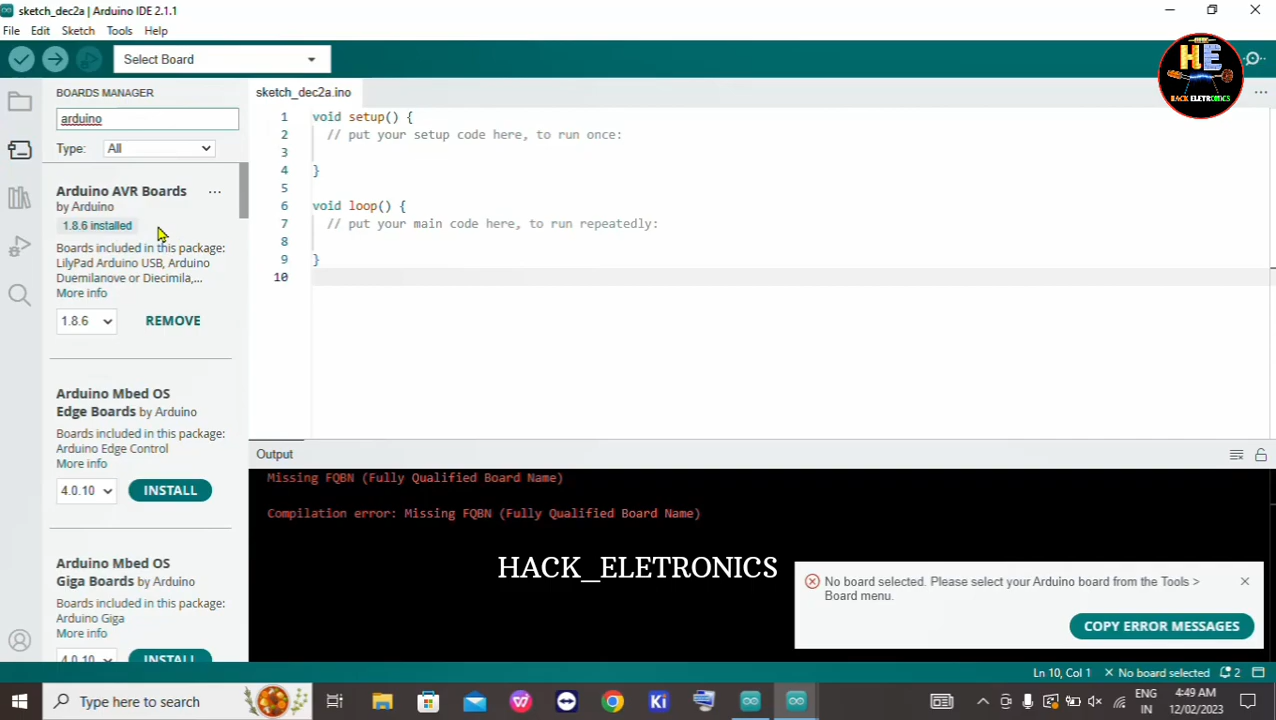 sketch_dec2a | Arduino IDE 2.1.1
File Edit Sketch Tools Help
Select Board
HE
HACK ELETRONICS
BOARDS MANAGER
arduino
Type: All
Arduino AVR Boards
by Arduino
1.8.6 installed
Boards included in this package:
LilyPad Arduino USB, Arduino
Duemilanove or Diecimila,...
More info
1.8.6 REMOVE
Arduino Mbed OS
Edge Boards by Arduino
Boards included in this package:
Arduino Edge Control
More info
4.0.10 INSTALL
Arduino Mbed OS
Giga Boards by Arduino
Boards included in this package:
Arduino Giga
More info
4.0.10 INSTALL
sketch_dec2a.ino
1 void setup() {
2 // put your setup code here, to run once:
3
4 }
5
6 void loop() {
7 // put your main code here, to run repeatedly:
8
9 }
10
Output
Missing FQBN (Fully Qualified Board Name)
Compilation error: Missing FQBN (Fully Qualified Board Name)
HACK_ELETRONICS
No board selected. Please select your Arduino board from the Tools >
Board menu.
COPY ERROR MESSAGES
Ln 10, Col 1 × No board selected 2
Type here to search
Ki
ENG
IN
4:49 AM
12/02/2023